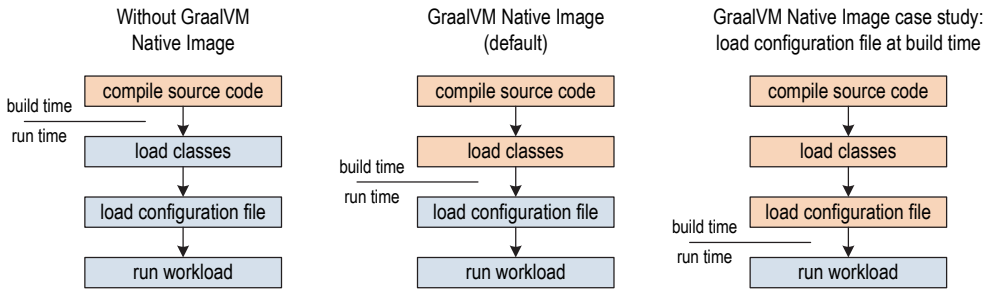 Without GraalVM
Native Image
compile source code
build time
run time
load classes
load configuration file
run workload
GraalVM Native Image
(default)
compile source code
load classes
build time
run time
load configuration file
run workload
GraalVM Native Image case study:
load configuration file at build time
compile source code
load classes
load configuration file
build time
run time
run workload